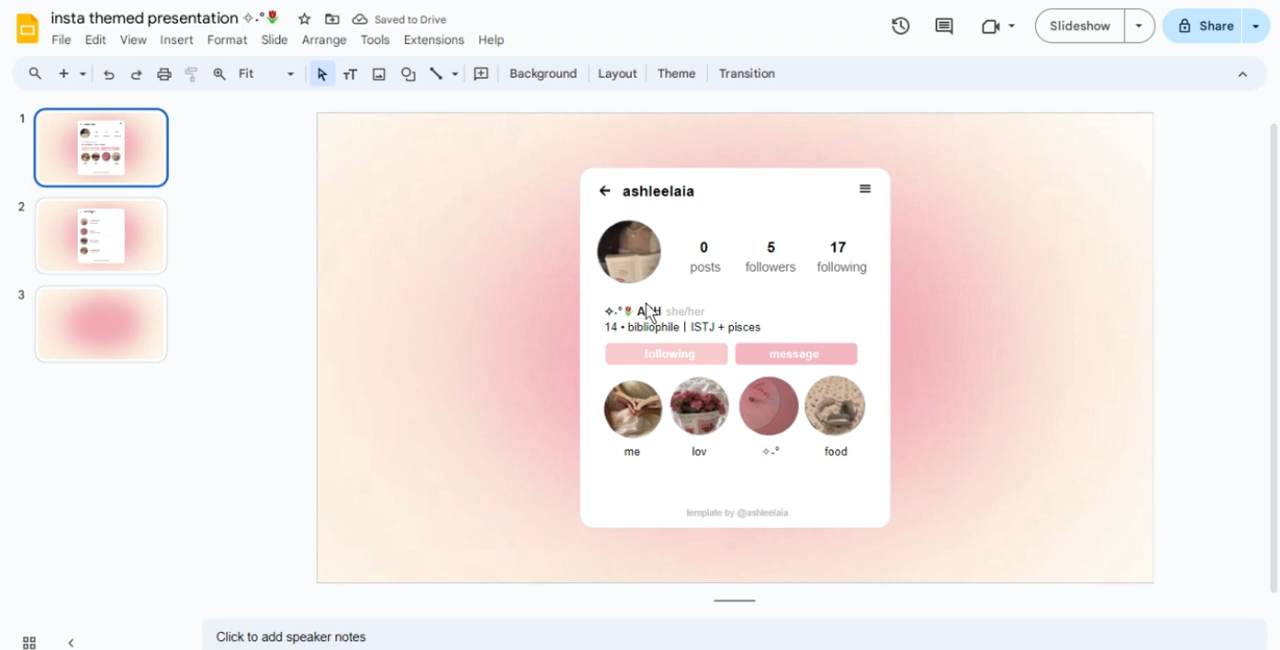 insta themed presentation ✧˖°🌷
Saved to Drive
Slideshow
Share
File Edit View Insert Format Slide Arrange Tools Extensions Help
Fit
Background
Layout
Theme
Transition
1
2
3
ashleelaia
0 5 17
posts followers following
✧˖°🌷 she/her
14 • bibliophile | ISTJ + pisces
following message
me lov ✧˖° food
template by @ashleelaia
Click to add speaker notes